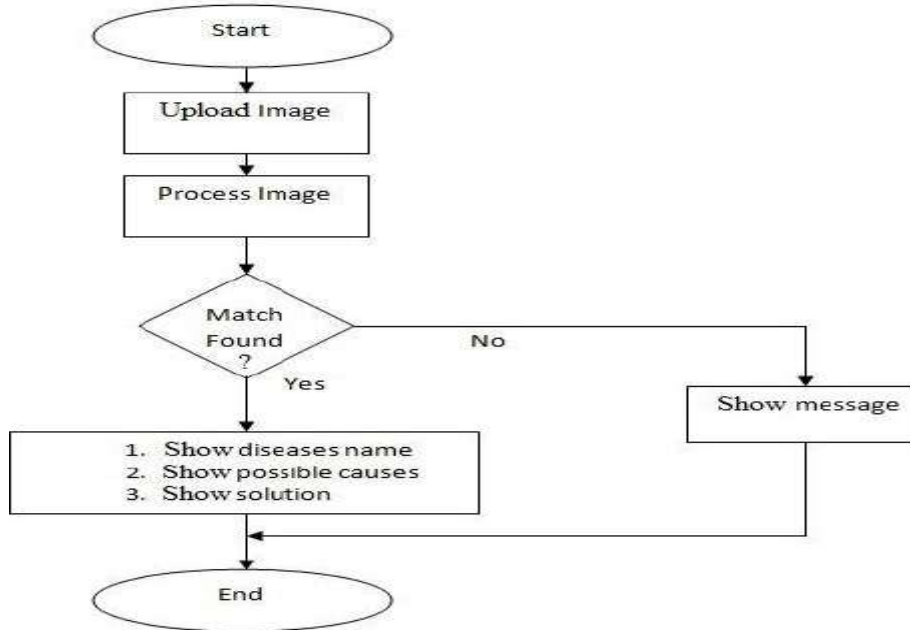 Start
Upload Image
Process Image
Match
Found
?
No
Yes
Show message
1. Show diseases name
2. Show possible causes
3. Show solution
End